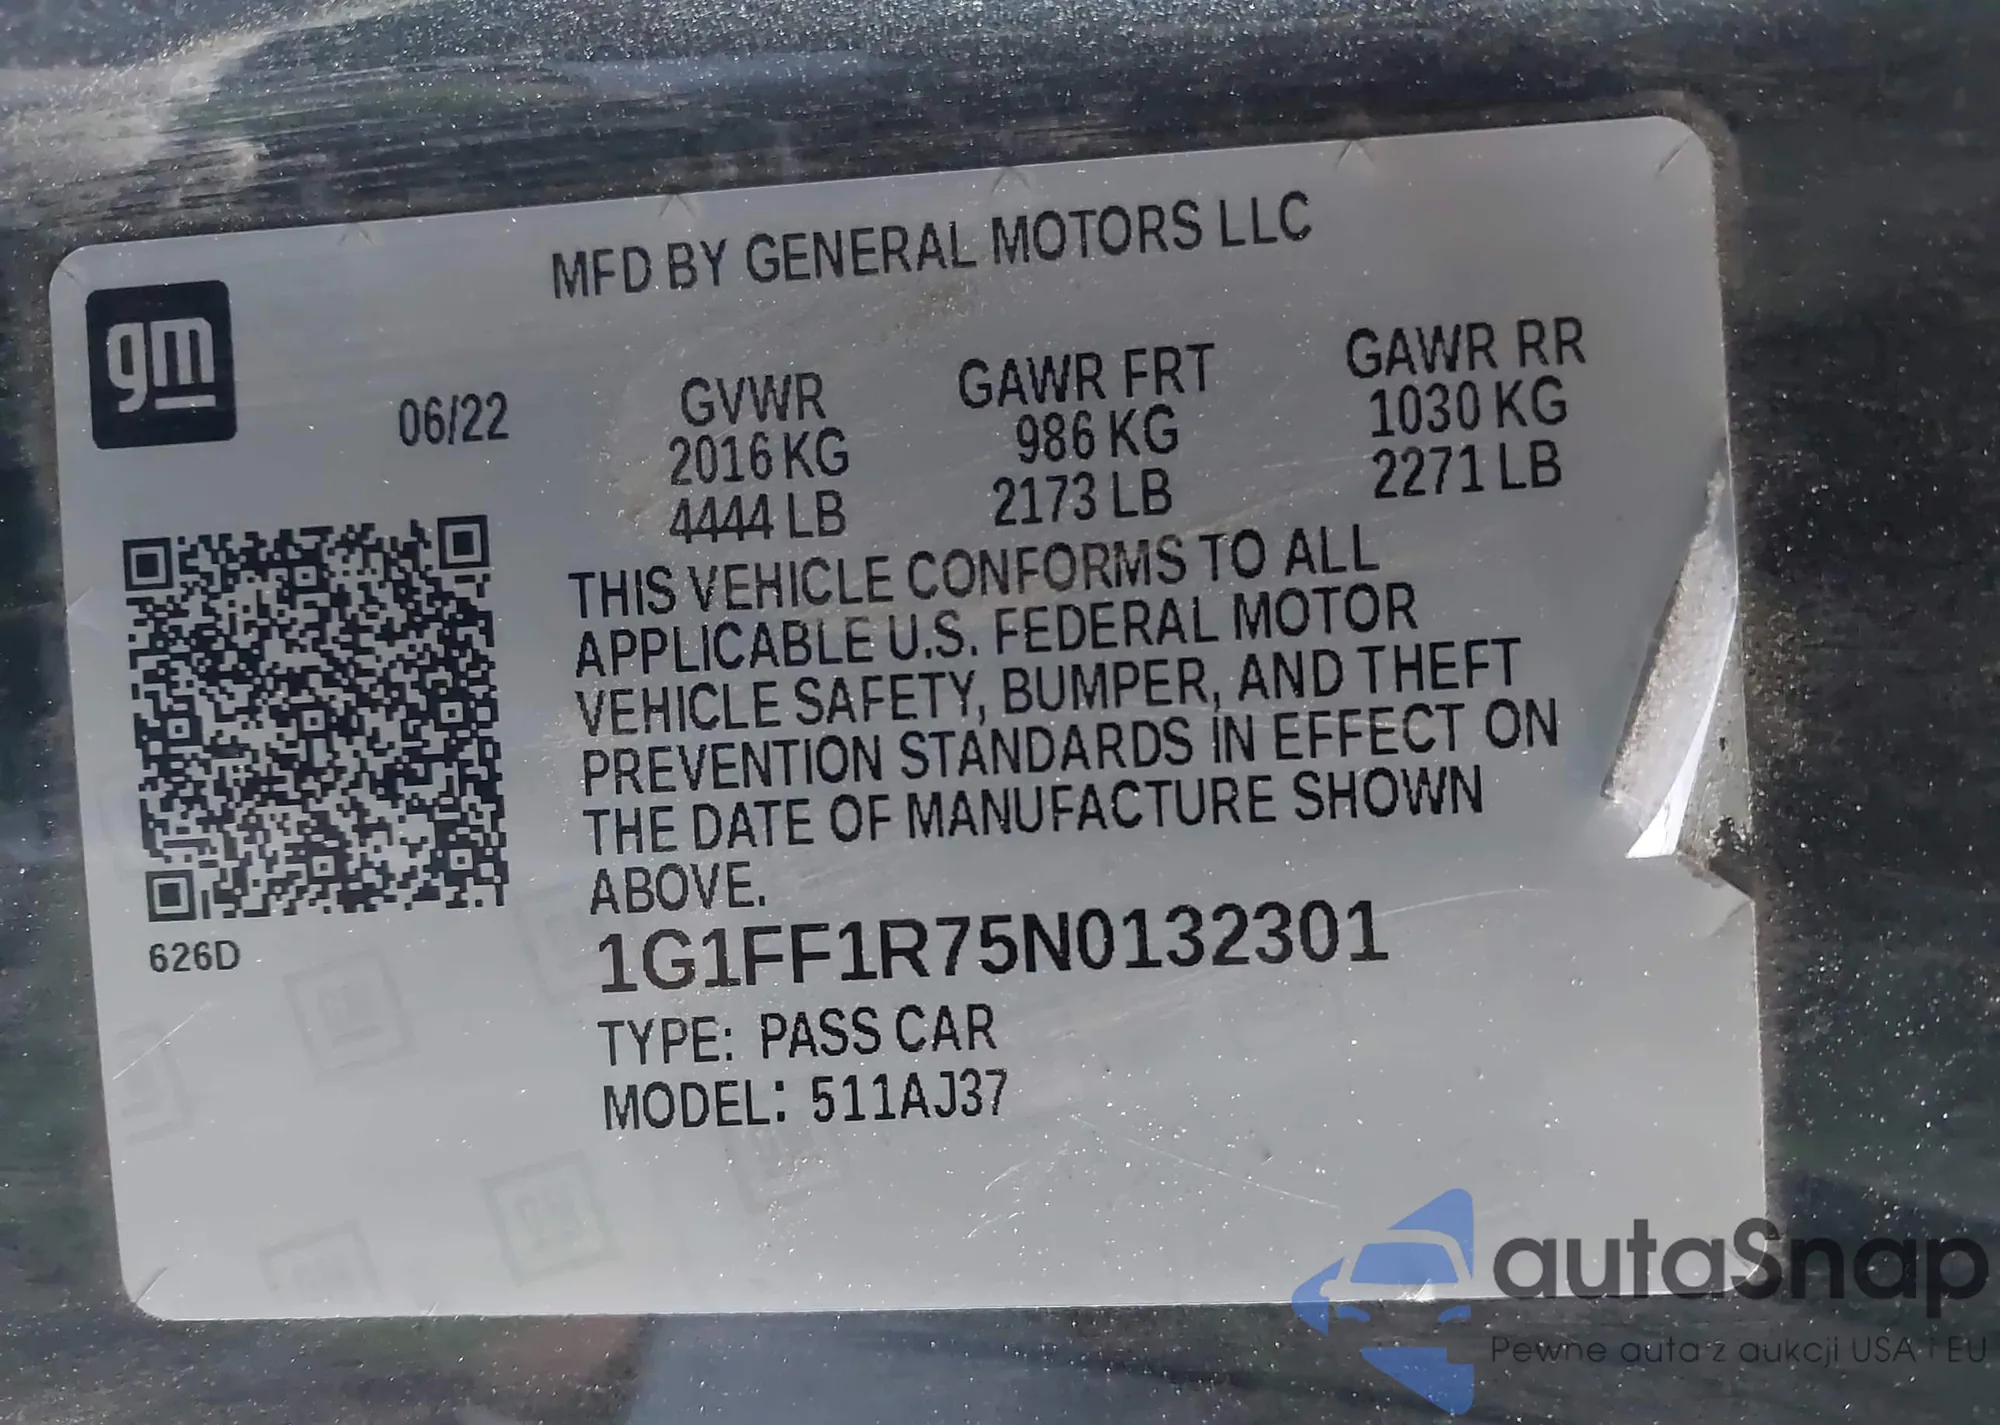 MFD BY GENERAL MOTORS LLC
gm
06/22
GVWR GAWR FRT GAWR RR
2016 KG 986 KG 1030 KG
4444 LB 2173 LB 2271 LB
THIS VEHICLE CONFORMS TO ALL
APPLICABLE U.S. FEDERAL MOTOR
VEHICLE SAFETY, BUMPER, AND THEFT
PREVENTION STANDARDS IN EFFECT ON
THE DATE OF MANUFACTURE SHOWN
ABOVE.
626D
1G1FF1R75N0132301
TYPE: PASS CAR
MODEL: 511AJ37
autaSnap
Pewne auta z aukcji USA i EU